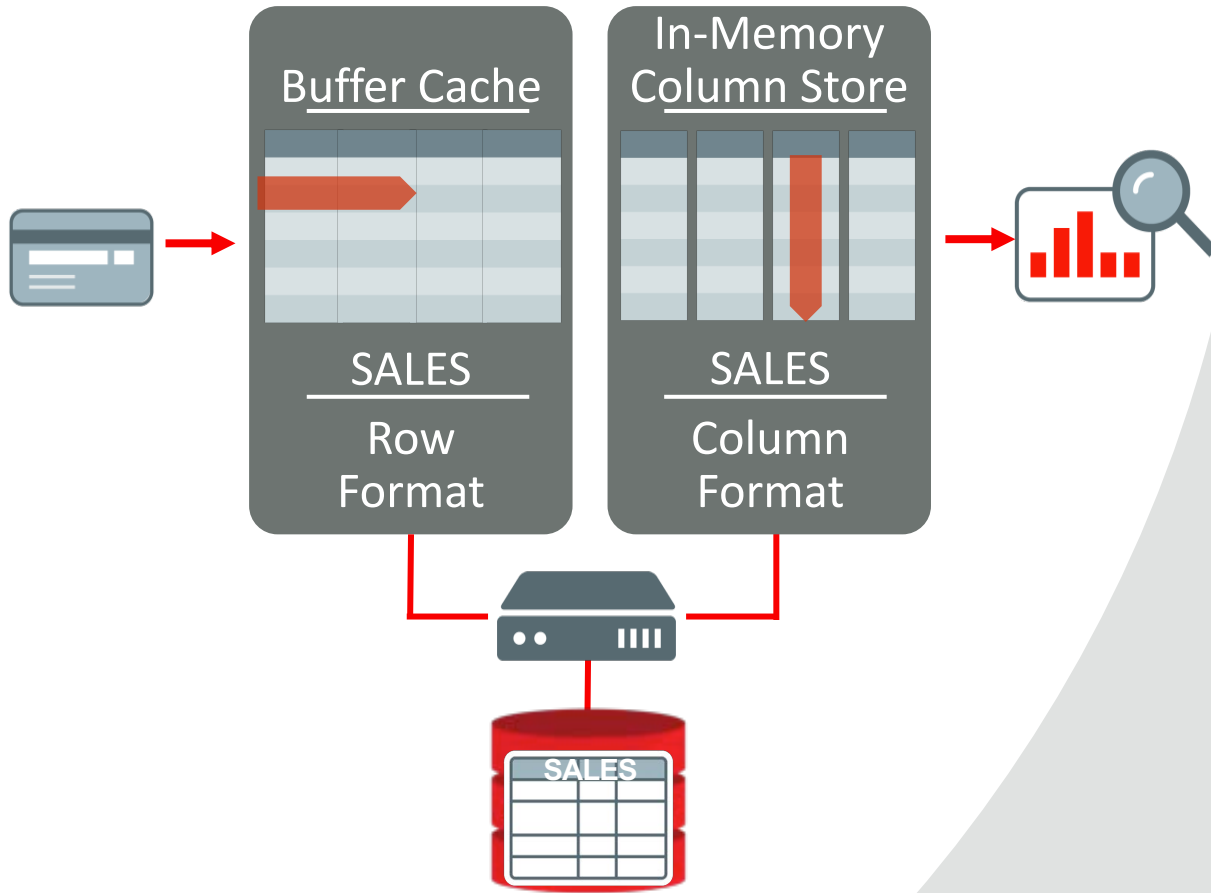 Buffer Cache
SALES
Row
Format
In-Memory
Column Store
SALES
Column
Format
SALES